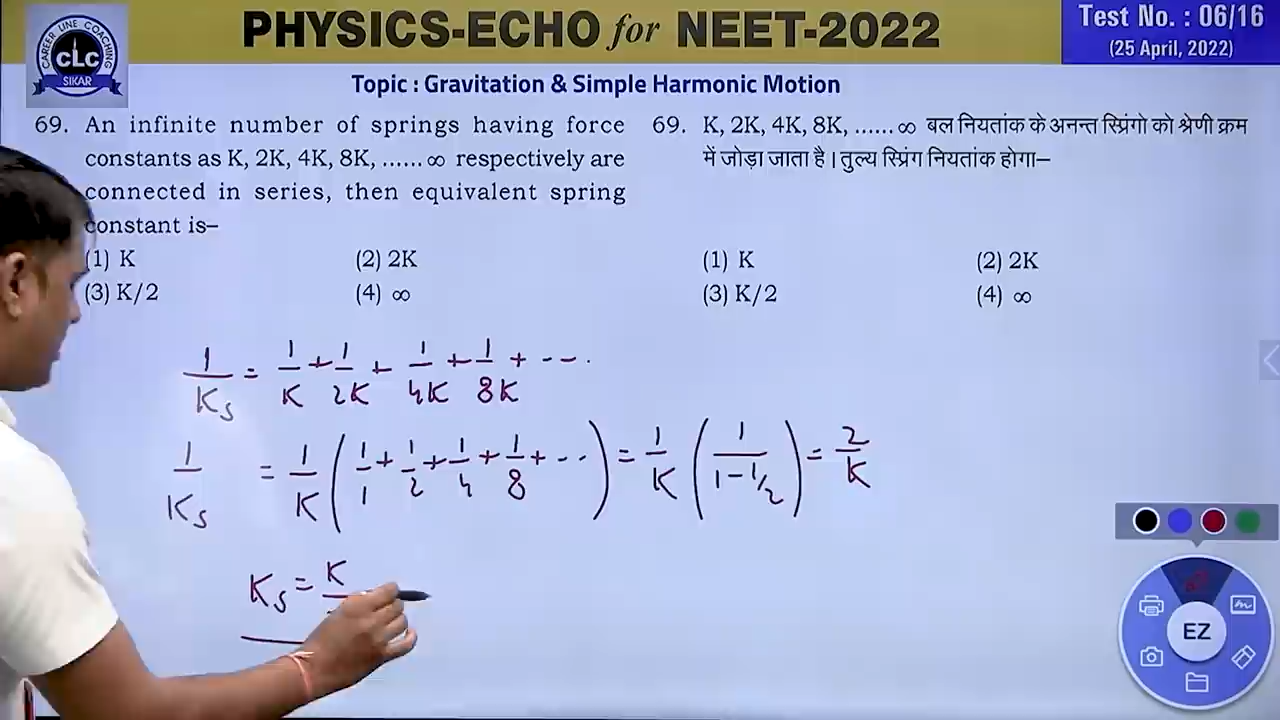 PHYSICS-ECHO for NEET-2022
Test No. : 06/16
(25 April, 2022)
CAREER LINE COACHING
CLC
SIKAR
Topic : Gravitation & Simple Harmonic Motion
69. An infinite number of springs having force
constants as K, 2K, 4K, 8K, ...... ∞ respectively are
connected in series, then equivalent spring
constant is–
(1) K (2) 2K
(3) K/2 (4) ∞
69. K, 2K, 4K, 8K, ...... ∞ बल नियतांक के अनन्त स्प्रिंगो को श्रेणी क्रम
में जोड़ा जाता है। तुल्य स्प्रिंग नियतांक होगा–
(1) K (2) 2K
(3) K/2 (4) ∞
1/Ks = 1/K + 1/2K + 1/4K + 1/8K + ---.
1/Ks = 1/K (1/1 + 1/2 + 1/4 + 1/8 + ---) = 1/K (1/(1-1/2)) = 2/K
Ks = K
EZ